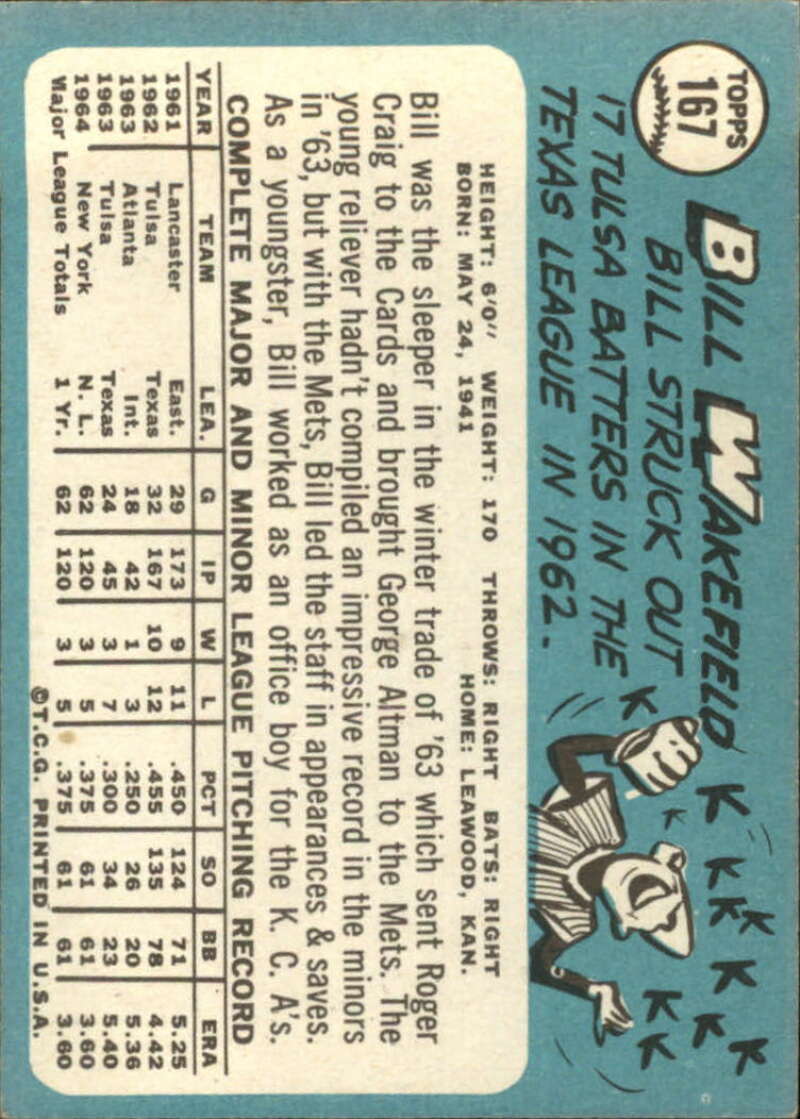 TOPPS
167
BILL WAKEFIELD
BILL STRUCK OUT
17 TULSA BATTERS IN THE
TEXAS LEAGUE IN 1962.
K K K K K K K K K K K
HEIGHT: 6'0" WEIGHT: 170 THROWS: RIGHT BATS: RIGHT
BORN: MAY 24, 1941 HOME: LEAWOOD, KAN.
Bill was the sleeper in the winter trade of '63 which sent Roger
Craig to the Cards and brought George Altman to the Mets. The
young reliever hadn't compiled an impressive record in the minors
in '63, but with the Mets, Bill led the staff in appearances & saves.
As a youngster, Bill worked as an office boy for the K. C. A's.
COMPLETE MAJOR AND MINOR LEAGUE PITCHING RECORD
YEAR TEAM LEA. G IP W L PCT SO BB ERA
1961 Lancaster East. 29 173 9 11 .450 124 71 5.25
1962 Tulsa Texas 32 167 10 12 .455 135 78 4.42
1963 Atlanta Int. 18 42 1 3 .250 26 20 5.36
1963 Tulsa Texas 24 45 3 7 .300 34 23 5.40
1964 New York N. L. 62 120 3 5 .375 61 61 3.60
Major League Totals 1 Yr. 62 120 3 5 .375 61 61 3.60
©T.C.G. PRINTED IN U.S.A.